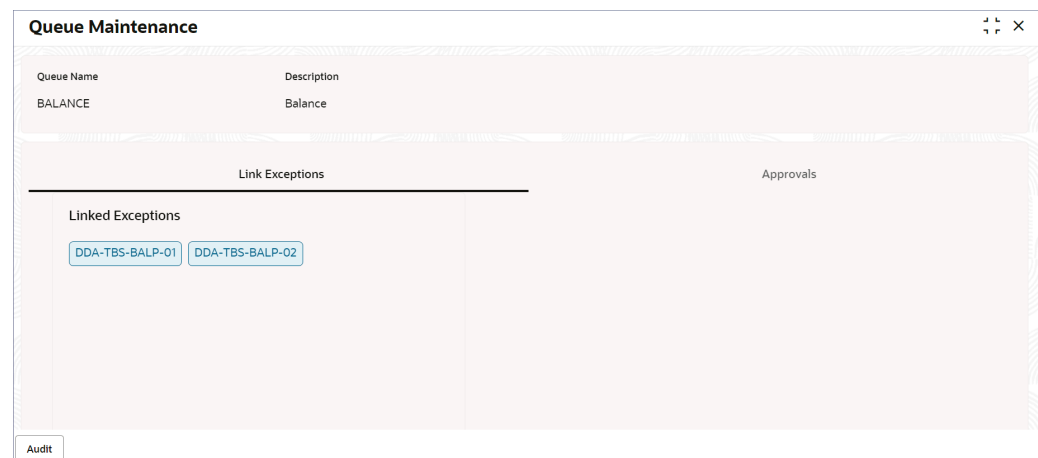 Queue Maintenance
Queue Name Description
BALANCE Balance
Link Exceptions Approvals
Linked Exceptions
DDA-TBS-BALP-01 DDA-TBS-BALP-02
Audit